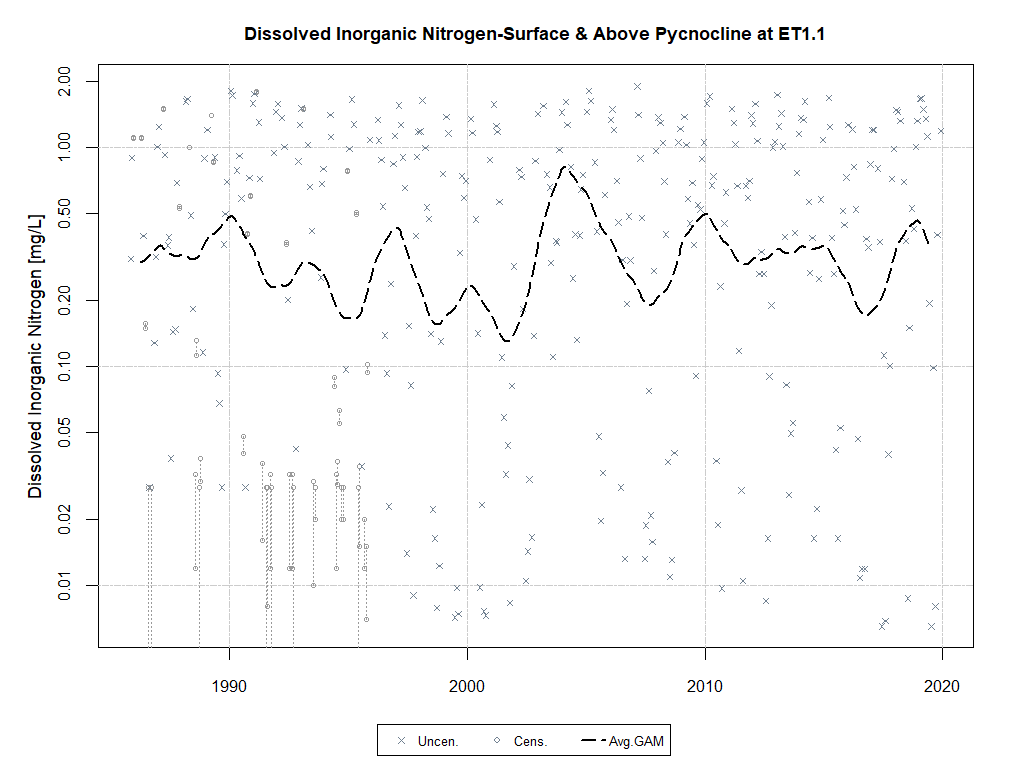 Dissolved Inorganic Nitrogen-Surface & Above Pycnocline at ET1.1
Dissolved Inorganic Nitrogen [mg/L]
2.00
1.00
0.50
0.20
0.10
0.05
0.02
0.01
1990 2000 2010 2020
Uncen. Cens. Avg.GAM